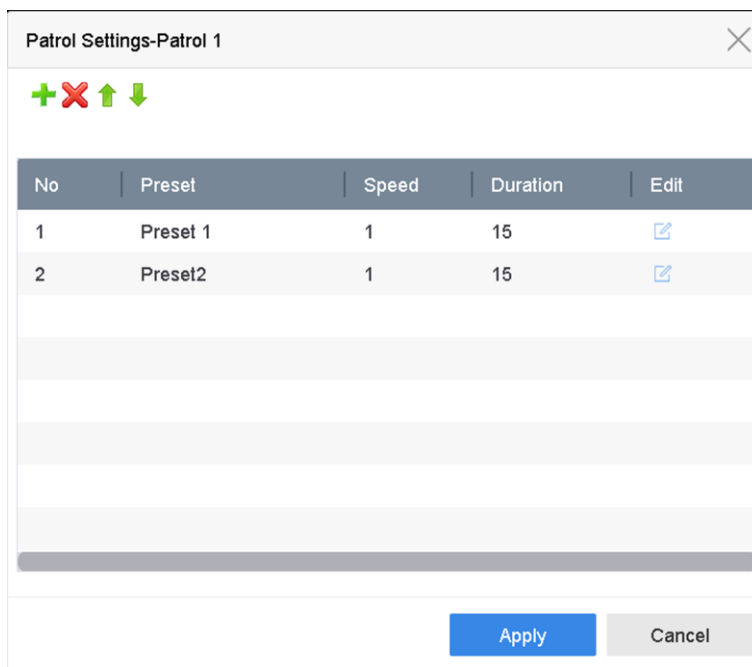 Patrol Settings-Patrol 1
No Preset Speed Duration Edit
1 Preset 1 1 15
2 Preset2 1 15
Apply Cancel